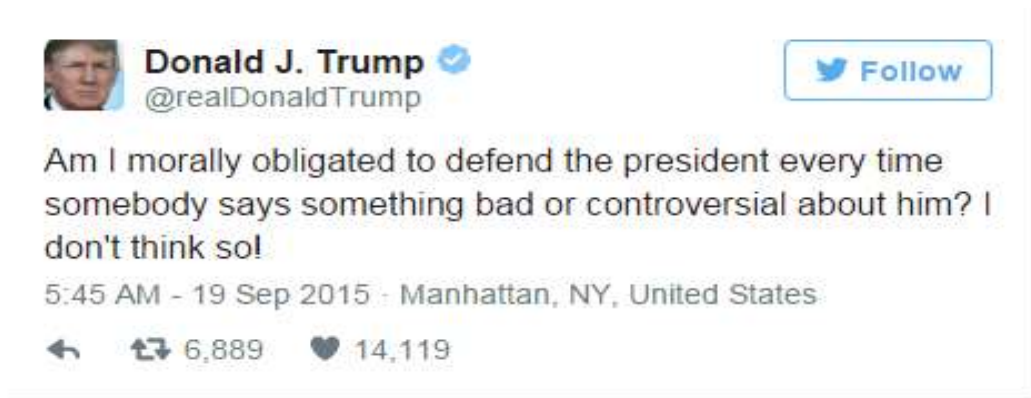 Donald J. Trump
@realDonaldTrump
Follow
Am I morally obligated to defend the president every time
somebody says something bad or controversial about him? I
don't think so!
5:45 AM - 19 Sep 2015 · Manhattan, NY, United States
6,889 14,119